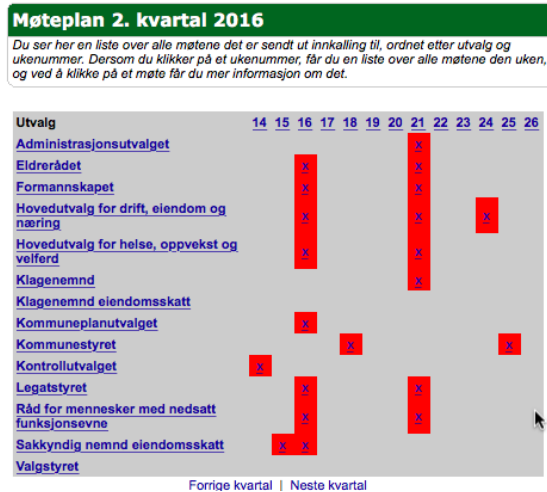 Møteplan 2. kvartal 2016
Du ser her en liste over alle møtene det er sendt ut innkalling til, ordnet etter utvalg og
ukenummer. Dersom du klikker på et ukenummer, får du en liste over alle møtene den uken,
og ved å klikke på et møte får du mer informasjon om det.
Utvalg 14 15 16 17 18 19 20 21 22 23 24 25 26
Administrasjonsutvalget x
Eldrerådet x x
Formannskapet x x
Hovedutvalg for drift, eiendom og
næring x x x
Hovedutvalg for helse, oppvekst og
velferd x x
Klagenemnd x
Klagenemnd eiendomsskatt
Kommuneplanutvalget x
Kommunestyret x x
Kontrollutvalget x
Legatstyret x x
Råd for mennesker med nedsatt
funksjonsevne x x
Sakkyndig nemnd eiendomsskatt x x
Valgstyret
Forrige kvartal | Neste kvartal